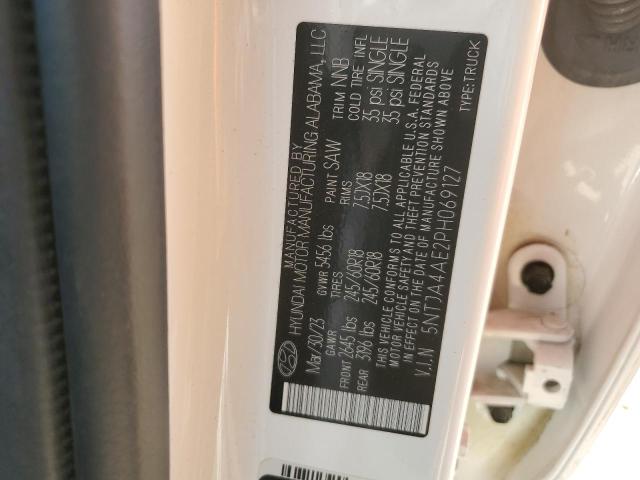 MANUFACTURED BY
HYUNDAI MOTOR MANUFACTURING ALABAMA, LLC
Mar/30/23 GVWR 5456 lbs PAINT SAW TRIM NNB
GAWR TIRES RIMS COLD TIRE INFL
FRONT 2645 lbs 245/60R18 7.5JX18 35 psi SINGLE
REAR 3196 lbs 245/60R18 7.5JX18 35 psi SINGLE
THIS VEHICLE CONFORMS TO ALL APPLICABLE U.S.A. FEDERAL
MOTOR VEHICLE SAFETY AND THEFT PREVENTION STANDARDS
IN EFFECT ON THE DATE OF MANUFACTURE SHOWN ABOVE
V.I.N 5NTJA4AE2PH069127 TYPE:TRUCK